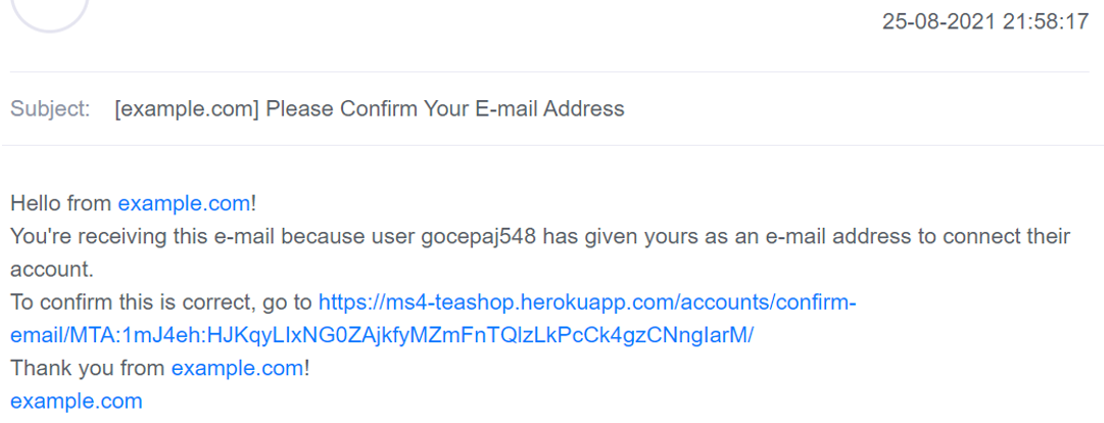 25-08-2021 21:58:17
Subject: [example.com] Please Confirm Your E-mail Address
Hello from example.com!
You're receiving this e-mail because user gocepaj548 has given yours as an e-mail address to connect their
account.
To confirm this is correct, go to https://ms4-teashop.herokuapp.com/accounts/confirm-
email/MTA:1mJ4eh:HJKqyLIxNG0ZAjkfyMZmFnTQlzLkPcCk4gzCNngIarM/
Thank you from example.com!
example.com